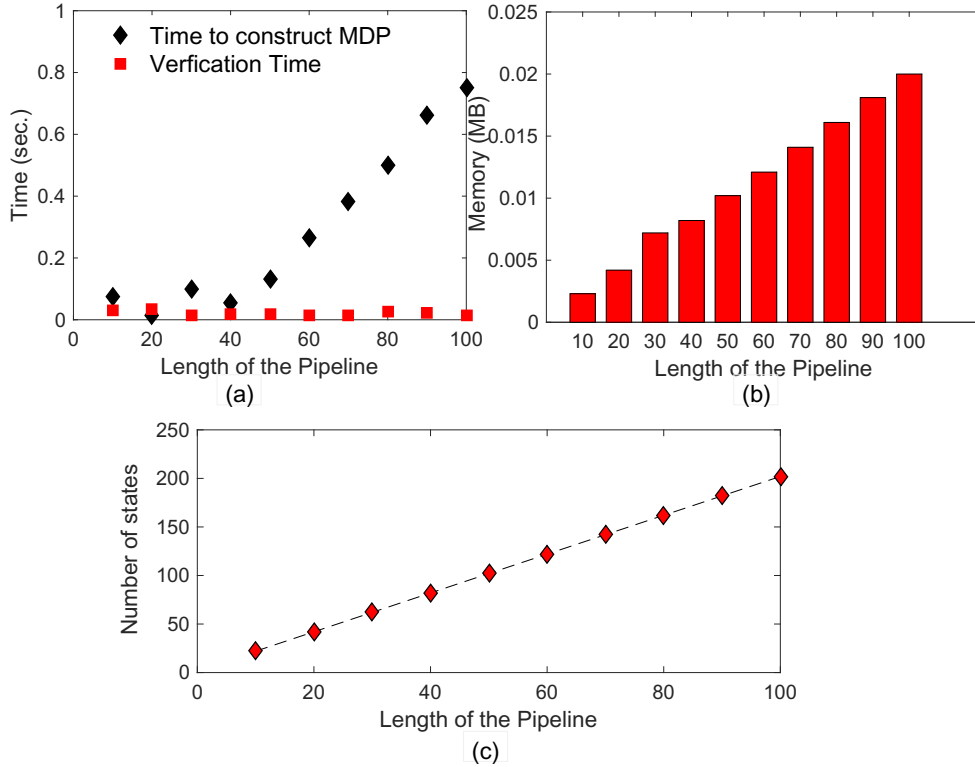 1
0.8
0.6
0.4
0.2
0
Time (sec.)
Time to construct MDP
Verfication Time
0 20 40 60 80 100
Length of the Pipeline
(a)
0.025
0.02
0.015
0.01
0.005
0
Memory (MB)
10 20 30 40 50 60 70 80 90 100
Length of the Pipeline
(b)
250
200
150
100
50
0
Number of states
0 20 40 60 80 100
Length of the Pipeline
(c)